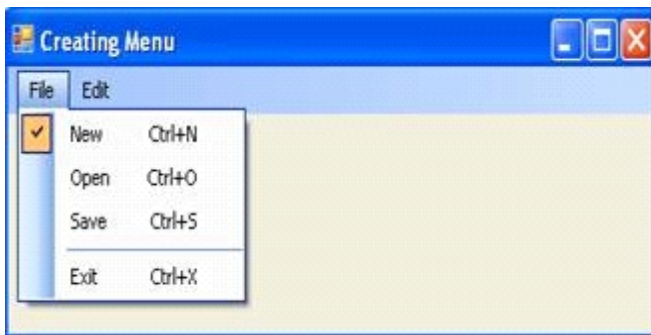 Creating Menu
File Edit
New Ctrl+N
Open Ctrl+O
Save Ctrl+S
Exit Ctrl+X